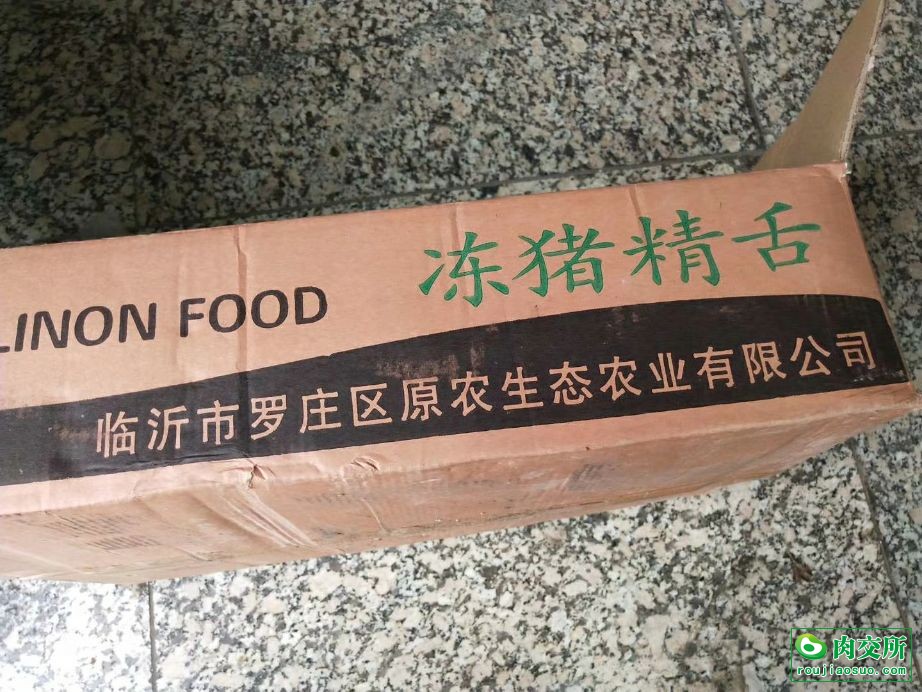 冻猪精舌
LINON FOOD
临沂市罗庄区原农生态农业有限公司
肉交所
roujiaosuo.com